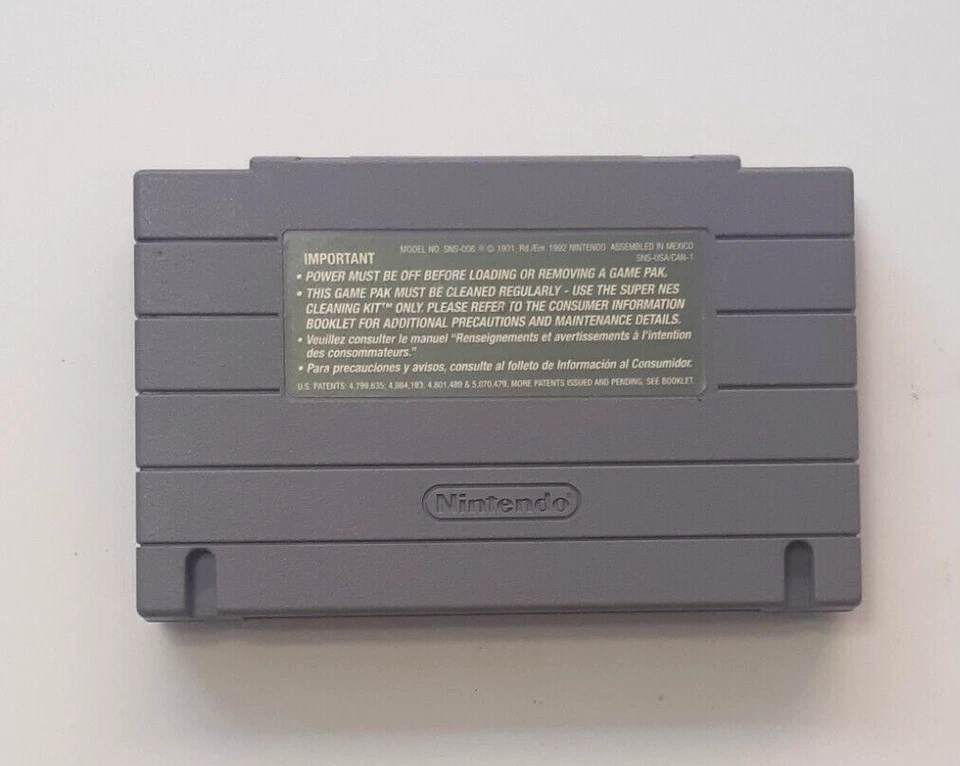 MODEL NO. SNS-006 ® © 1991, Rd./Em. 1992 NINTENDO. ASSEMBLED IN MEXICO
IMPORTANT SNS-USA/CAN-1
• POWER MUST BE OFF BEFORE LOADING OR REMOVING A GAME PAK.
• THIS GAME PAK MUST BE CLEANED REGULARLY - USE THE SUPER NES
CLEANING KIT™ ONLY. PLEASE REFER TO THE CONSUMER INFORMATION
BOOKLET FOR ADDITIONAL PRECAUTIONS AND MAINTENANCE DETAILS.
• Veuillez consulter le manuel "Renseignements et avertissements à l'intention
des consommateurs."
• Para precauciones y avisos, consulte al folleto de Información al Consumidor.
U.S. PATENTS: 4,799,635; 4,984,193, 4,801,489 & 5,070,479. MORE PATENTS ISSUED AND PENDING. SEE BOOKLET.
Nintendo®